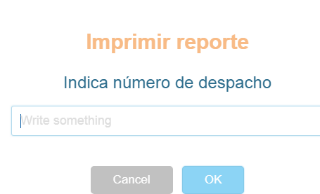 Imprimir reporte
Indica número de despacho
Write something
Cancel OK